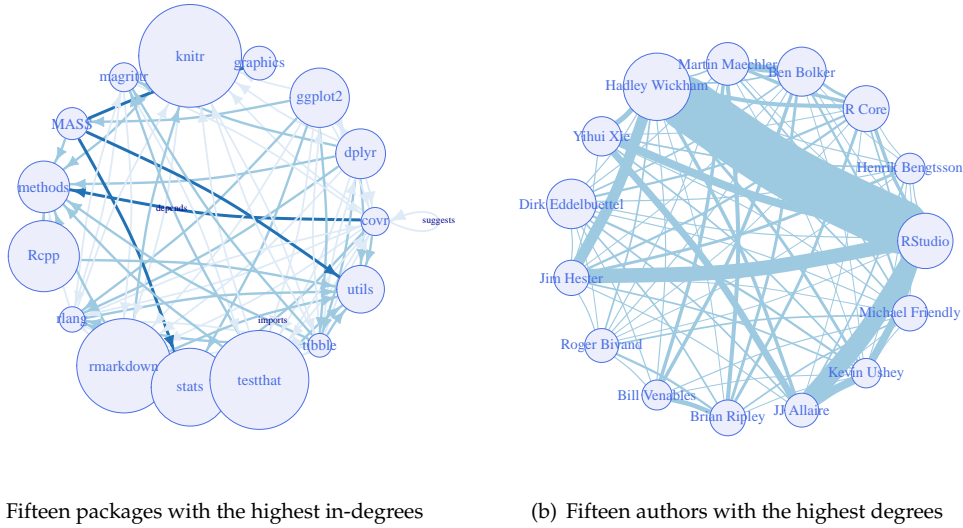 knitr
graphics
magrittr
ggplot2
MASS
dplyr
methods
depends
covr
suggests
Rcpp
utils
rlang
imports
tibble
rmarkdown
stats
testthat
Fifteen packages with the highest in-degrees
Martin Maechler
Ben Bolker
Hadley Wickham
R Core
Yihui Xie
Henrik Bengtsson
Dirk Eddelbuettel
RStudio
Jim Hester
Michael Friendly
Roger Bivand
Kevin Ushey
Bill Venables
JJ Allaire
Brian Ripley
(b) Fifteen authors with the highest degrees